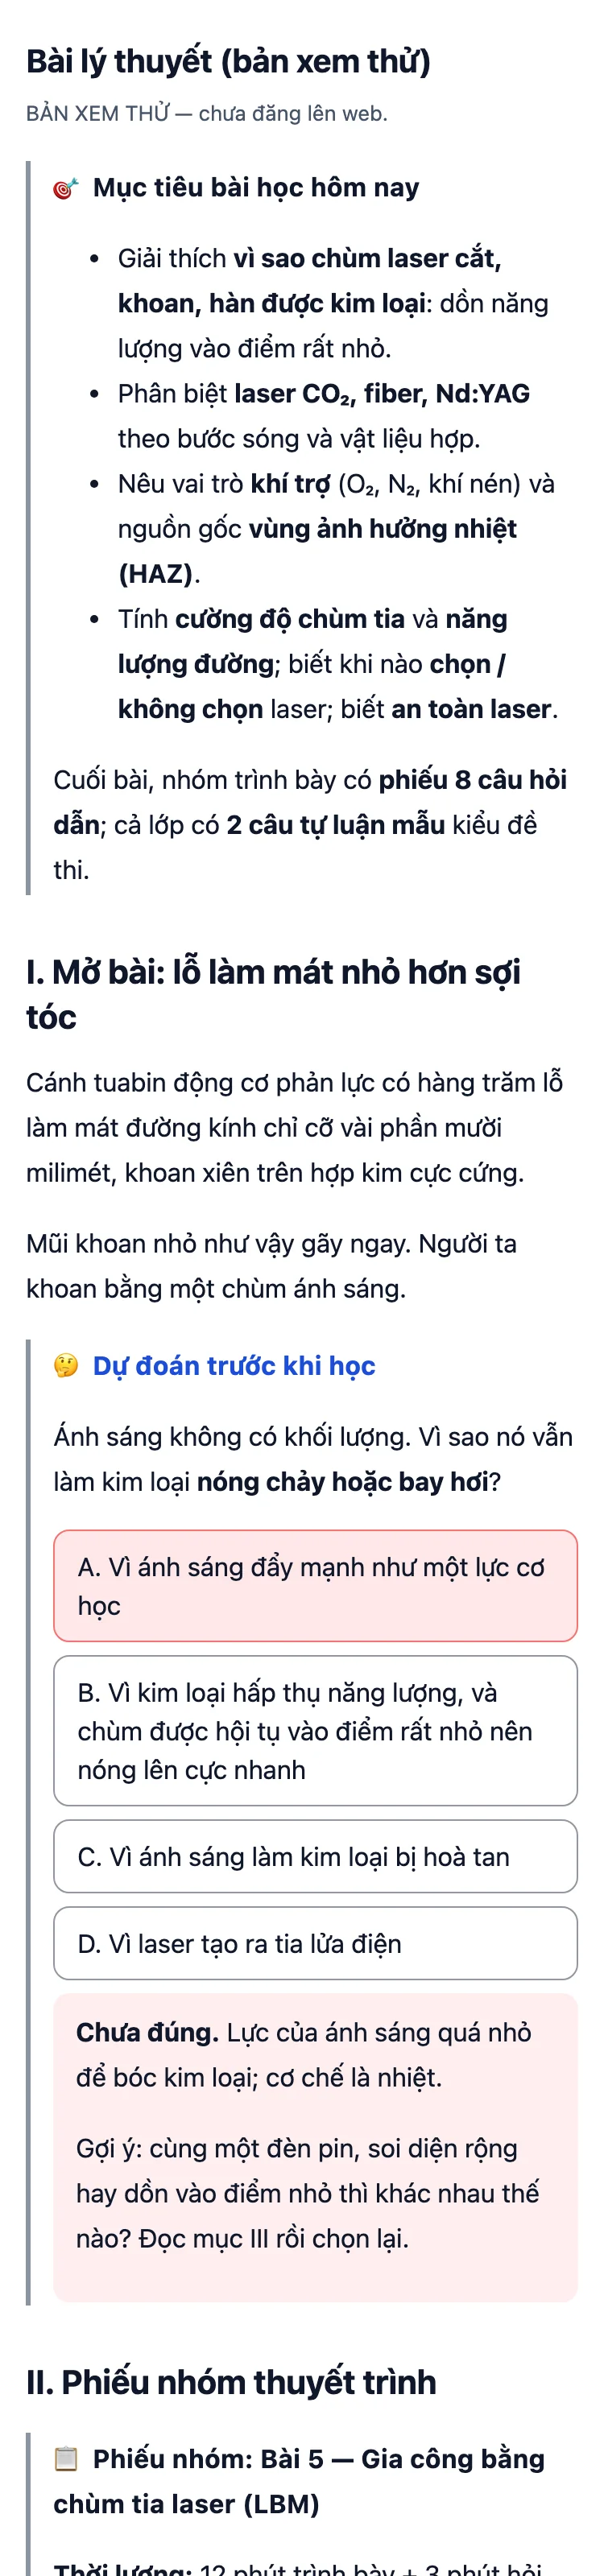 Bài lý thuyết (bản xem thử)
BẢN XEM THỬ — chưa đăng lên web.
🎯 Mục tiêu bài học hôm nay
• Giải thích vì sao chùm laser cắt,
khoan, hàn được kim loại: dồn năng
lượng vào điểm rất nhỏ.
• Phân biệt laser CO₂, fiber, Nd:YAG
theo bước sóng và vật liệu hợp.
• Nêu vai trò khí trợ (O₂, N₂, khí nén) và
nguồn gốc vùng ảnh hưởng nhiệt
(HAZ).
• Tính cường độ chùm tia và năng
lượng đường; biết khi nào chọn /
không chọn laser; biết an toàn laser.
Cuối bài, nhóm trình bày có phiếu 8 câu hỏi
dẫn; cả lớp có 2 câu tự luận mẫu kiểu đề
thi.
I. Mở bài: lỗ làm mát nhỏ hơn sợi
tóc
Cánh tuabin động cơ phản lực có hàng trăm lỗ
làm mát đường kính chỉ cỡ vài phần mười
milimét, khoan xiên trên hợp kim cực cứng.
Mũi khoan nhỏ như vậy gãy ngay. Người ta
khoan bằng một chùm ánh sáng.
🤔 Dự đoán trước khi học
Ánh sáng không có khối lượng. Vì sao nó vẫn
làm kim loại nóng chảy hoặc bay hơi?
A. Vì ánh sáng đẩy mạnh như một lực cơ
học
B. Vì kim loại hấp thụ năng lượng, và
chùm được hội tụ vào điểm rất nhỏ nên
nóng lên cực nhanh
C. Vì ánh sáng làm kim loại bị hoà tan
D. Vì laser tạo ra tia lửa điện
Chưa đúng. Lực của ánh sáng quá nhỏ
để bóc kim loại; cơ chế là nhiệt.
Gợi ý: cùng một đèn pin, soi diện rộng
hay dồn vào điểm nhỏ thì khác nhau thế
nào? Đọc mục III rồi chọn lại.
II. Phiếu nhóm thuyết trình
📋 Phiếu nhóm: Bài 5 — Gia công bằng
chùm tia laser (LBM)
Thời lượng: 12 phút trình bày + 3 phút hỏi